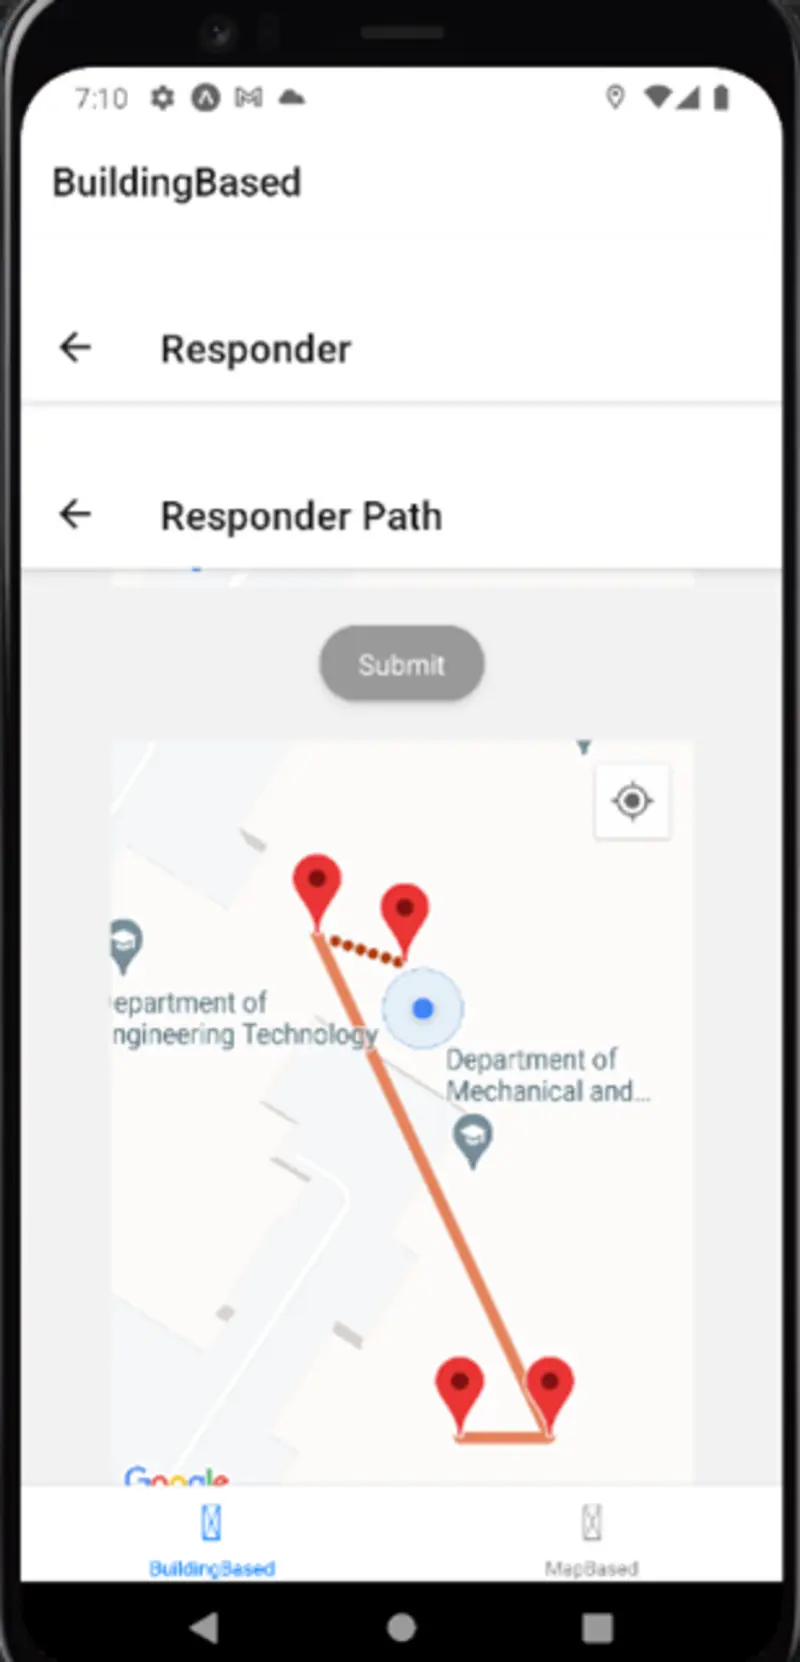 7:10
BuildingBased
Responder
Responder Path
Submit
epartment of
ngineering Technology
Department of
Mechanical and...
Google
BuildingBased
MapBased